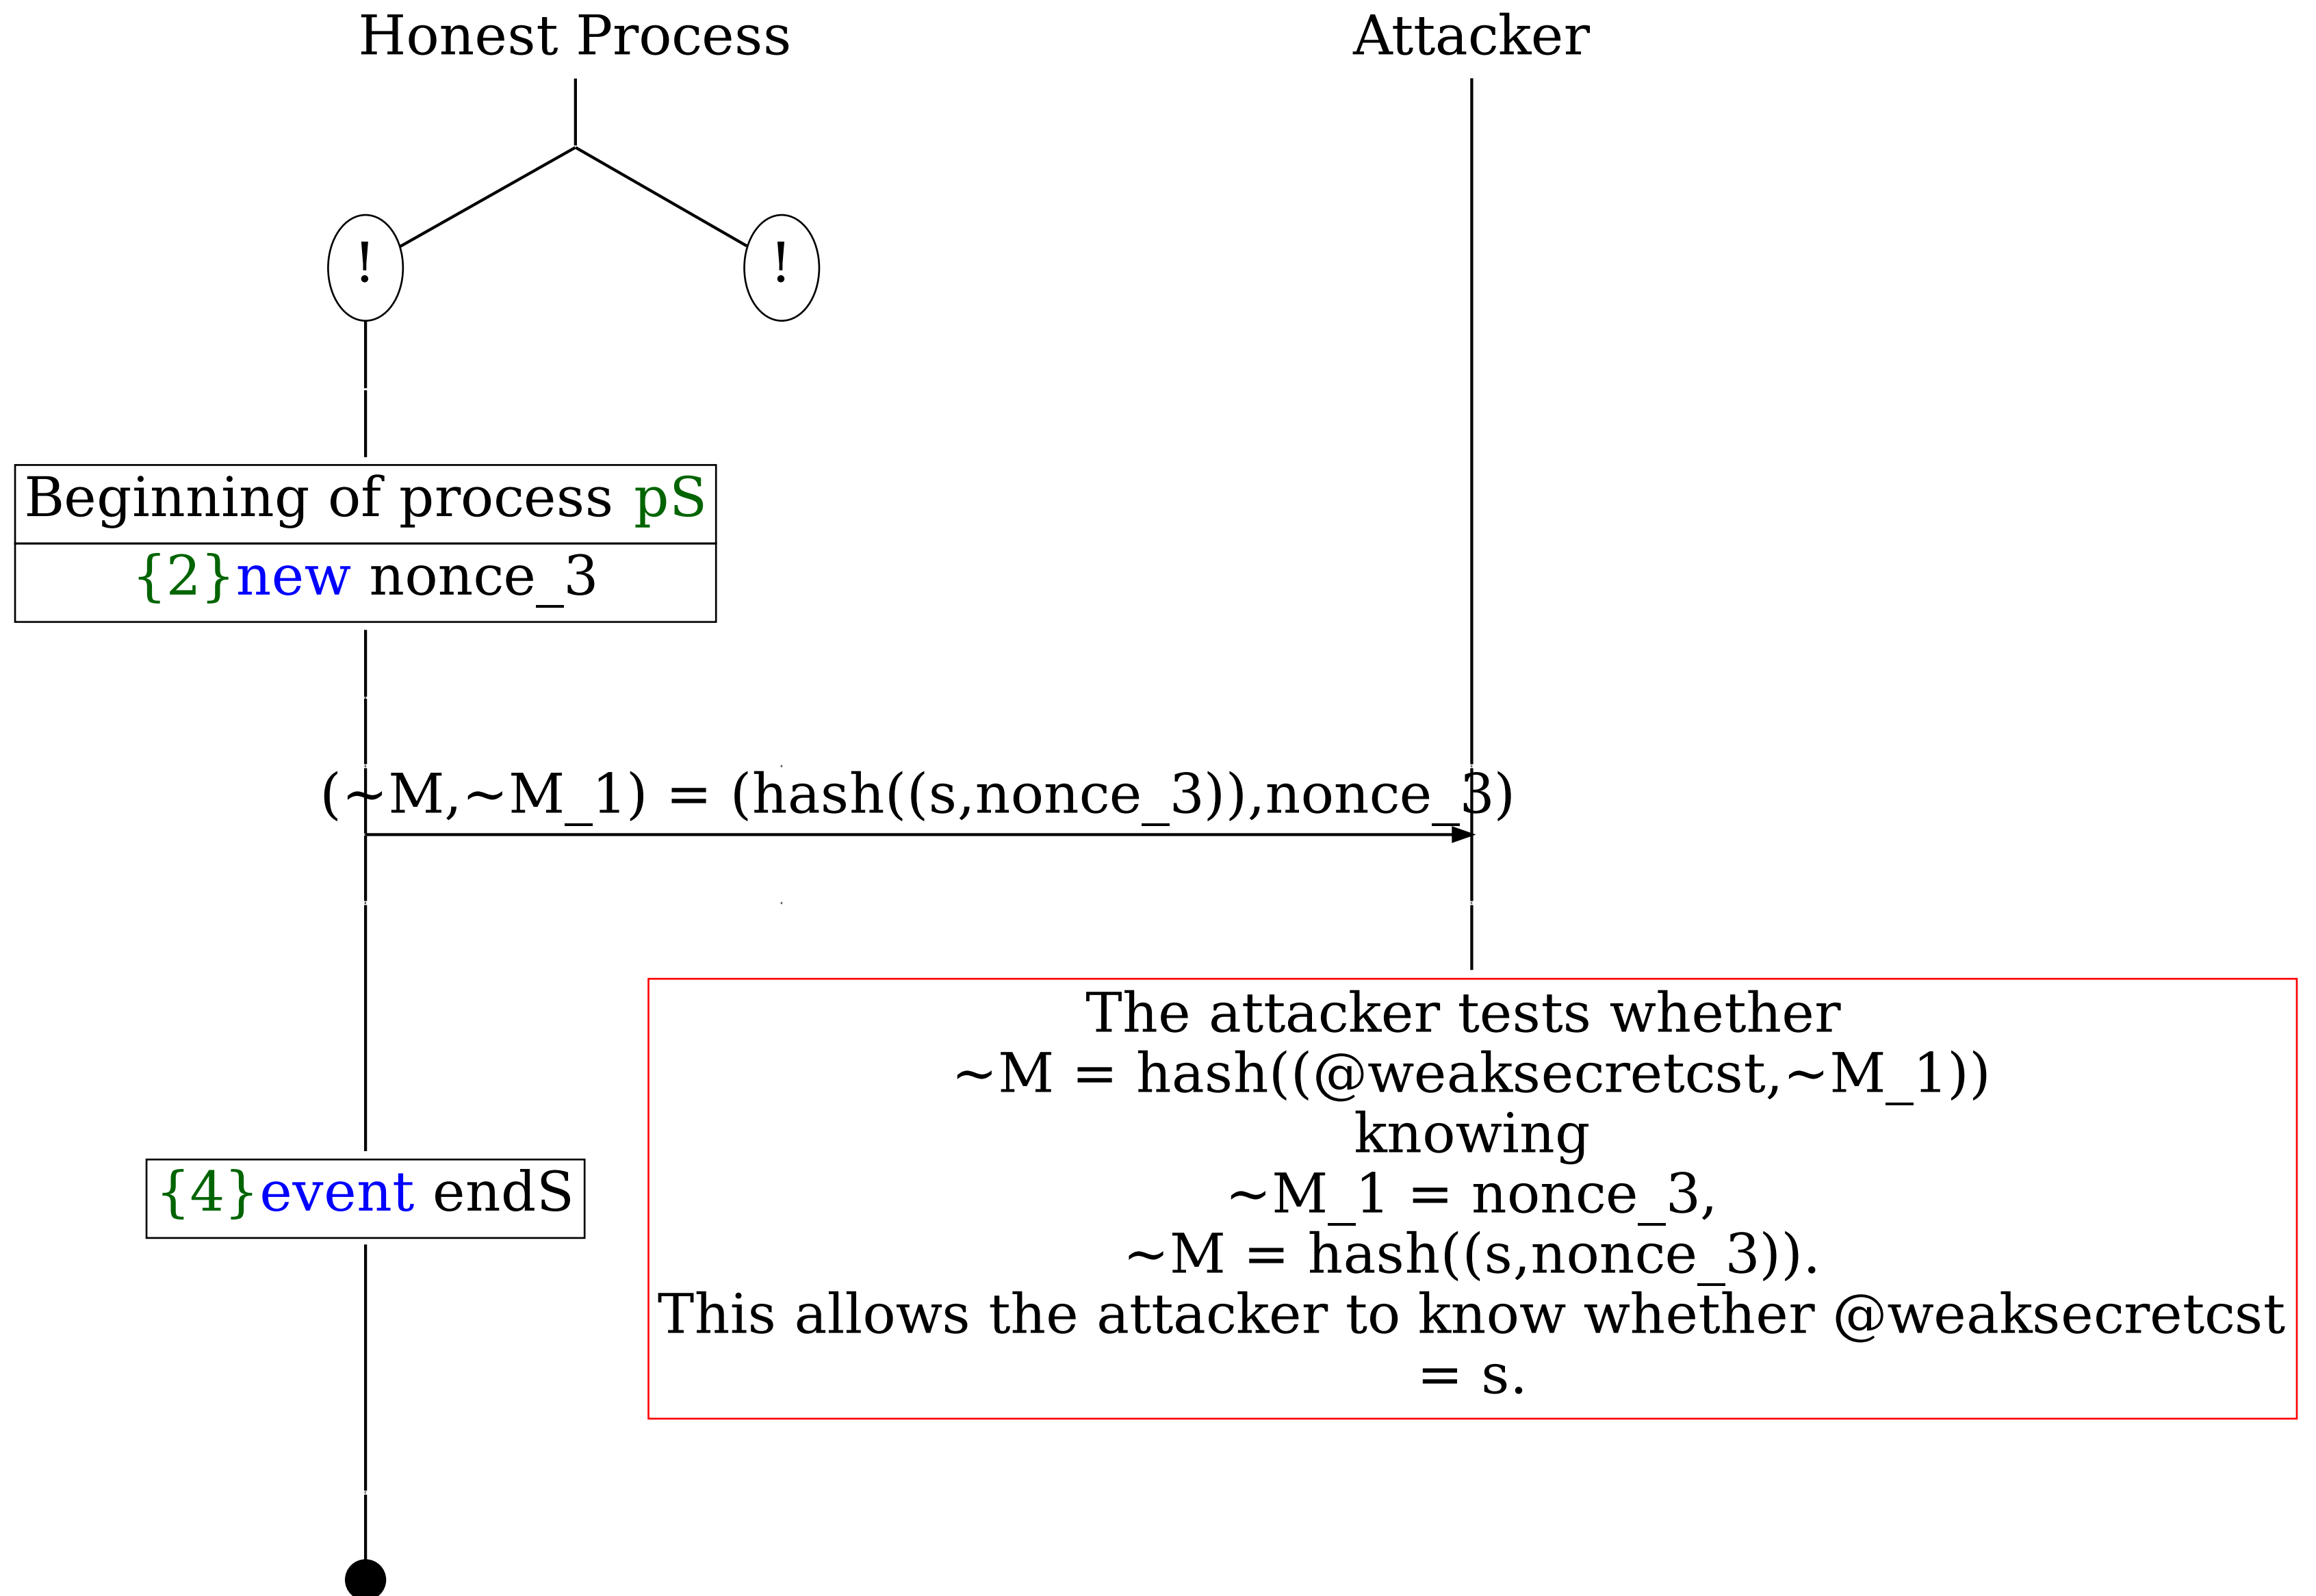 Honest Process
Attacker
!
!
Beginning of process pS
{2}new nonce_3
(~M,~M_1) = (hash((s,nonce_3)),nonce_3)
The attacker tests whether
~M = hash((@weaksecretcst,~M_1))
knowing
~M_1 = nonce_3,
~M = hash((s,nonce_3)).
This allows the attacker to know whether @weaksecretcst
= s.
{4}event endS